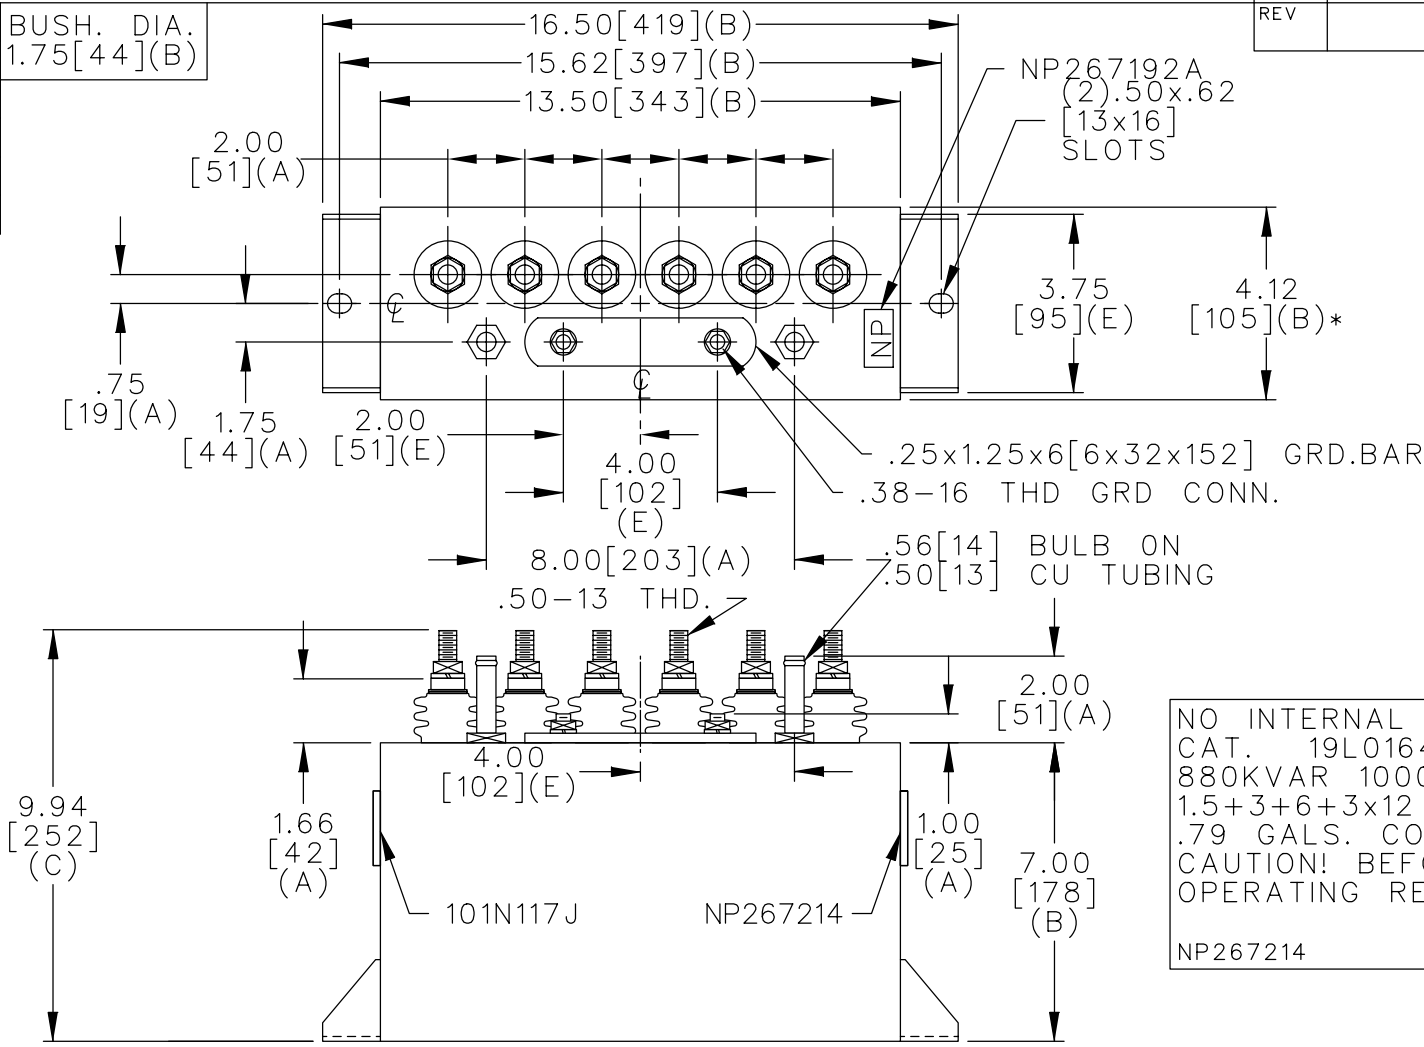 BUSH. DIA.
1.75[44](B)
16.50[419](B)
REV
15.62[397](B)
13.50[343](B)
NP267192A
(2).50x.62
[13x16]
SLOTS
2.00
[51](A)
3.75
[95](E)
4.12
[105](B)*
℄
NP
℄
.75
[19](A)
1.75
[44](A)
2.00
[51](E)
4.00
[102]
(E)
.25x1.25x6[6x32x152] GRD.BAR
.38-16 THD GRD CONN.
8.00[203](A)
.50-13 THD.
.56[14] BULB ON
.50[13] CU TUBING
2.00
[51](A)
4.00
[102](E)
9.94
[252]
(C)
1.66
[42]
(A)
1.00
[25]
(A)
7.00
[178]
(B)
101N117J
NP267214
NO INTERNAL
CAT. 19L0164
880KVAR
1.5+3+6+3x12
.79 GALS.
CAUTION!
OPERATING
NP267214